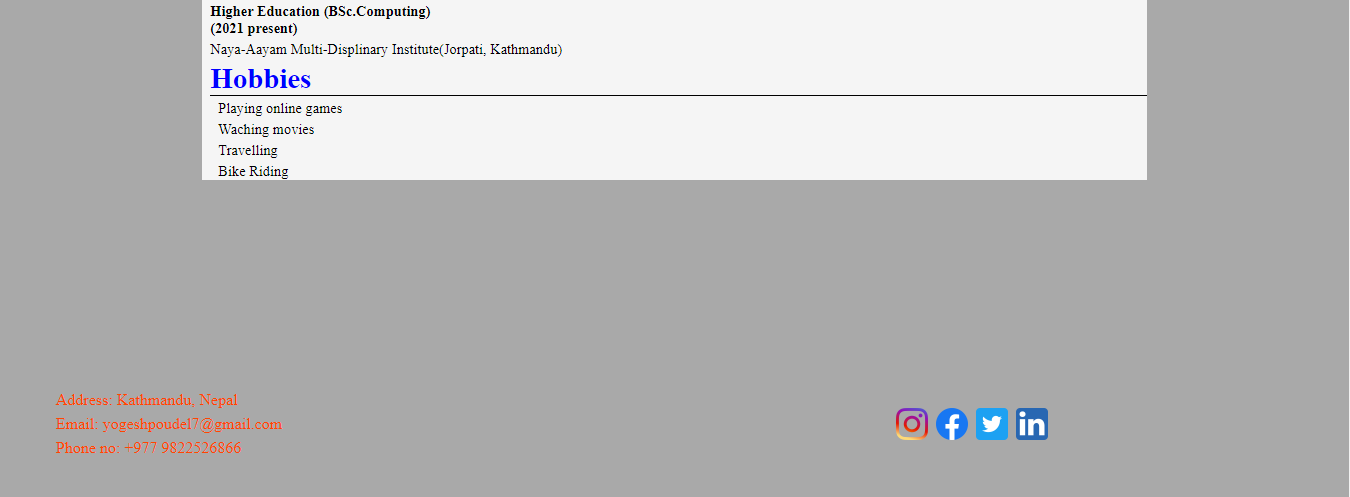 Higher Education (BSc.Computing)
(2021 present)
Naya-Aayam Multi-Displinary Institute(Jorpati, Kathmandu)
Hobbies
Playing online games
Waching movies
Travelling
Bike Riding
Address: Kathmandu, Nepal
Email: yogeshpoudel7@gmail.com
Phone no: +977 9822526866